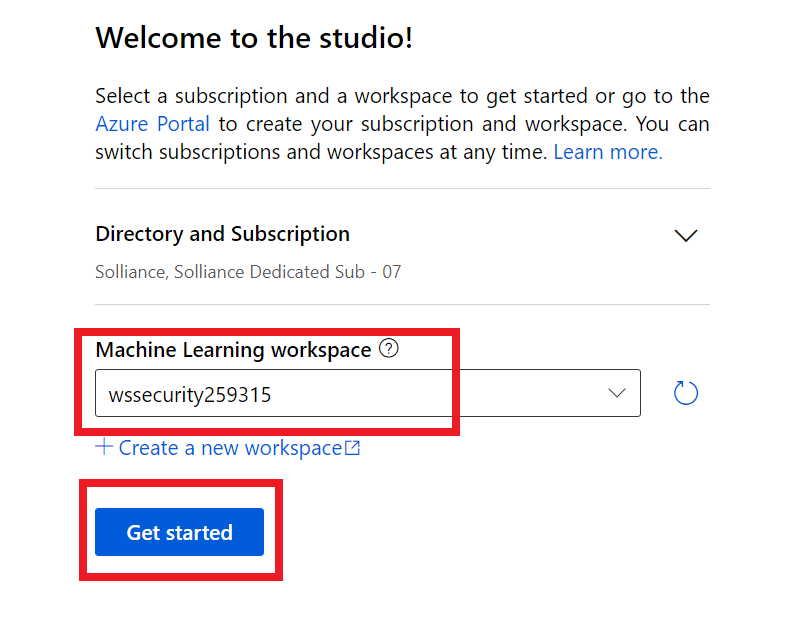 Welcome to the studio!
Select a subscription and a workspace to get started or go to the
Azure Portal to create your subscription and workspace. You can
switch subscriptions and workspaces at any time. Learn more.
Directory and Subscription
Solliance, Solliance Dedicated Sub - 07
Machine Learning workspace ?
wssecurity259315
+ Create a new workspace
Get started